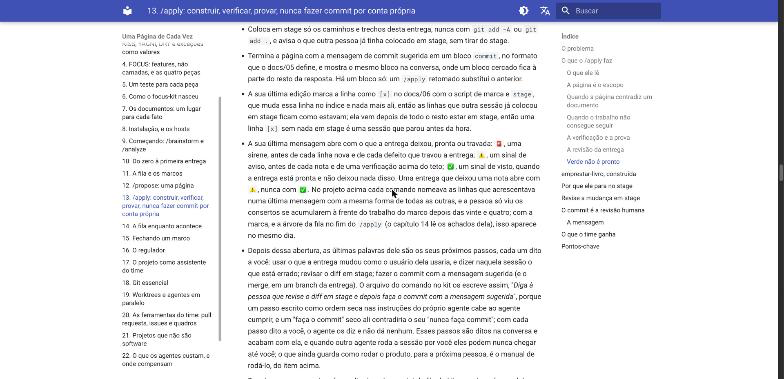 13. /apply: construir, verificar, provar, nunca fazer commit por conta própria
Buscar
Uma Página de Cada Vez
como valores
4. FOCUS: features, não
camadas, e as quatro peças
5. Um teste para cada peça
6. Como o focus-kit nasceu
7. Os documentos: um lugar
para cada fato
8. Instalação, e os hosts
9. Começando: /brainstorm e
/analyze
10. Do zero à primeira entrega
11. A fila e os marcos
12. /propose: uma página
13. /apply: construir, verificar,
provar, nunca fazer commit por
conta própria
14. A fila enquanto acontece
15. Fechando um marco
16. O regulador
17. O projeto como assistente
do time
18. Git essencial
19. Worktrees e agentes em
paralelo
20. As ferramentas do time: pull
requests, issues e quadros
21. Projetos que não são
software
22. O que os agentes custam, e
onde compensam
Coloca em stage só os caminhos e trechos desta entrega, nunca com git add -A ou git
add ., e avisa o que outra pessoa já tinha colocado em stage, sem tirar do stage.
Termina a página com a mensagem de commit sugerida em um bloco commit, no formato
que o docs/05 define, e mostra o mesmo bloco na conversa, onde um bloco cercado fica à
parte do resto da resposta. Há um bloco só: um /apply retomado substitui o anterior.
A sua última edição marca a linha como [x] no docs/06 com o script de marca e stage,
que muda essa linha no índice e nada mais ali, então as linhas que outra sessão já colocou
em stage ficam como estavam; ela vem depois de todo o resto estar em stage, então uma
linha [x] sem nada em stage é uma sessão que parou antes da hora.
A sua última mensagem abre com o que a entrega deixou, pronta ou travada: 🚨, uma
sirene, antes de cada linha nova e de cada defeito que travou a entrega. ⚠️, um sinal de
aviso, antes de cada nota e de uma verificação acima do teto; ✅, um sinal de visto, quando
a entrega está pronta e não deixou nada disso. Uma entrega que deixou uma nota abre com
⚠️, nunca com ✅. No projeto acima cada comando nomeava as linhas que acrescentava
numa última mensagem com a mesma forma de todas as outras, e a pessoa só viu os
consertos se acumularem à frente do trabalho do marco depois das vinte e quatro; com a
marca, e a árvore da fila no fim do /apply (o capítulo 14 lê os achados dela), isso aparece
no mesmo dia.
Depois dessa abertura, as últimas palavras dele são os seus próximos passos, cada um dito
a você: usar o que a entrega mudou como o usuário dela usaria, e dizer naquela sessão o
que está errado; revisar o diff em stage; fazer o commit com a mensagem sugerida (e o
merge, em um branch da entrega). O arquivo do comando no kit os escreve assim, "Diga à
pessoa que revise o diff em stage e depois faça o commit com a mensagem sugerida", porque
um passo escrito como ordem seca nas instruções do próprio agente cabe ao agente
cumprir, e um "faça o commit" seco ali contradiria o seu "nunca faça commit"; com cada
passo dito a você, o agente os diz e não dá nenhum. Esses passos são ditos na conversa e
acabam com ela, e quando outro agente roda a sessão por você eles podem nunca chegar
até você; o que ainda guarda como rodar o produto, para a próxima pessoa, é o manual de
rodá-lo, do item acima.
Índice
O problema
O que o /apply faz
O que ele lê
A página é o escopo
Quando a página contradiz um
documento
Quando o trabalho não
consegue seguir
A verificação e a prova
A revisão da entrega
Verde não é pronto
emprestar-livro, construída
Por que ele para no stage
Revise a mudança em stage
O commit é a revisão humana
A mensagem
O que o time ganha
Pontos-chave